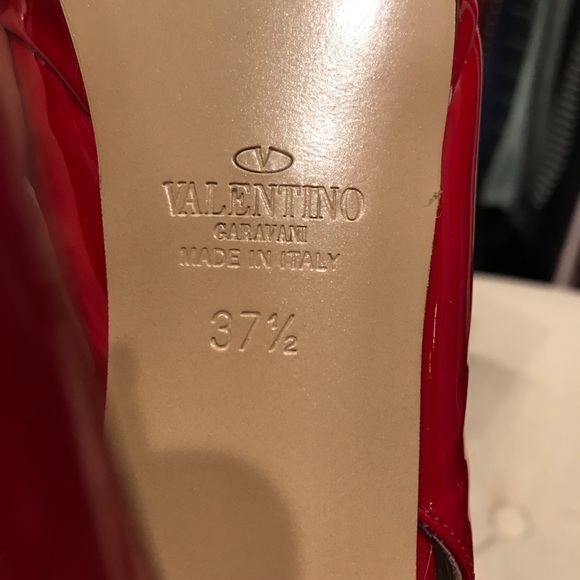 V
VALENTINO
GARAVANI
MADE IN ITALY
37½